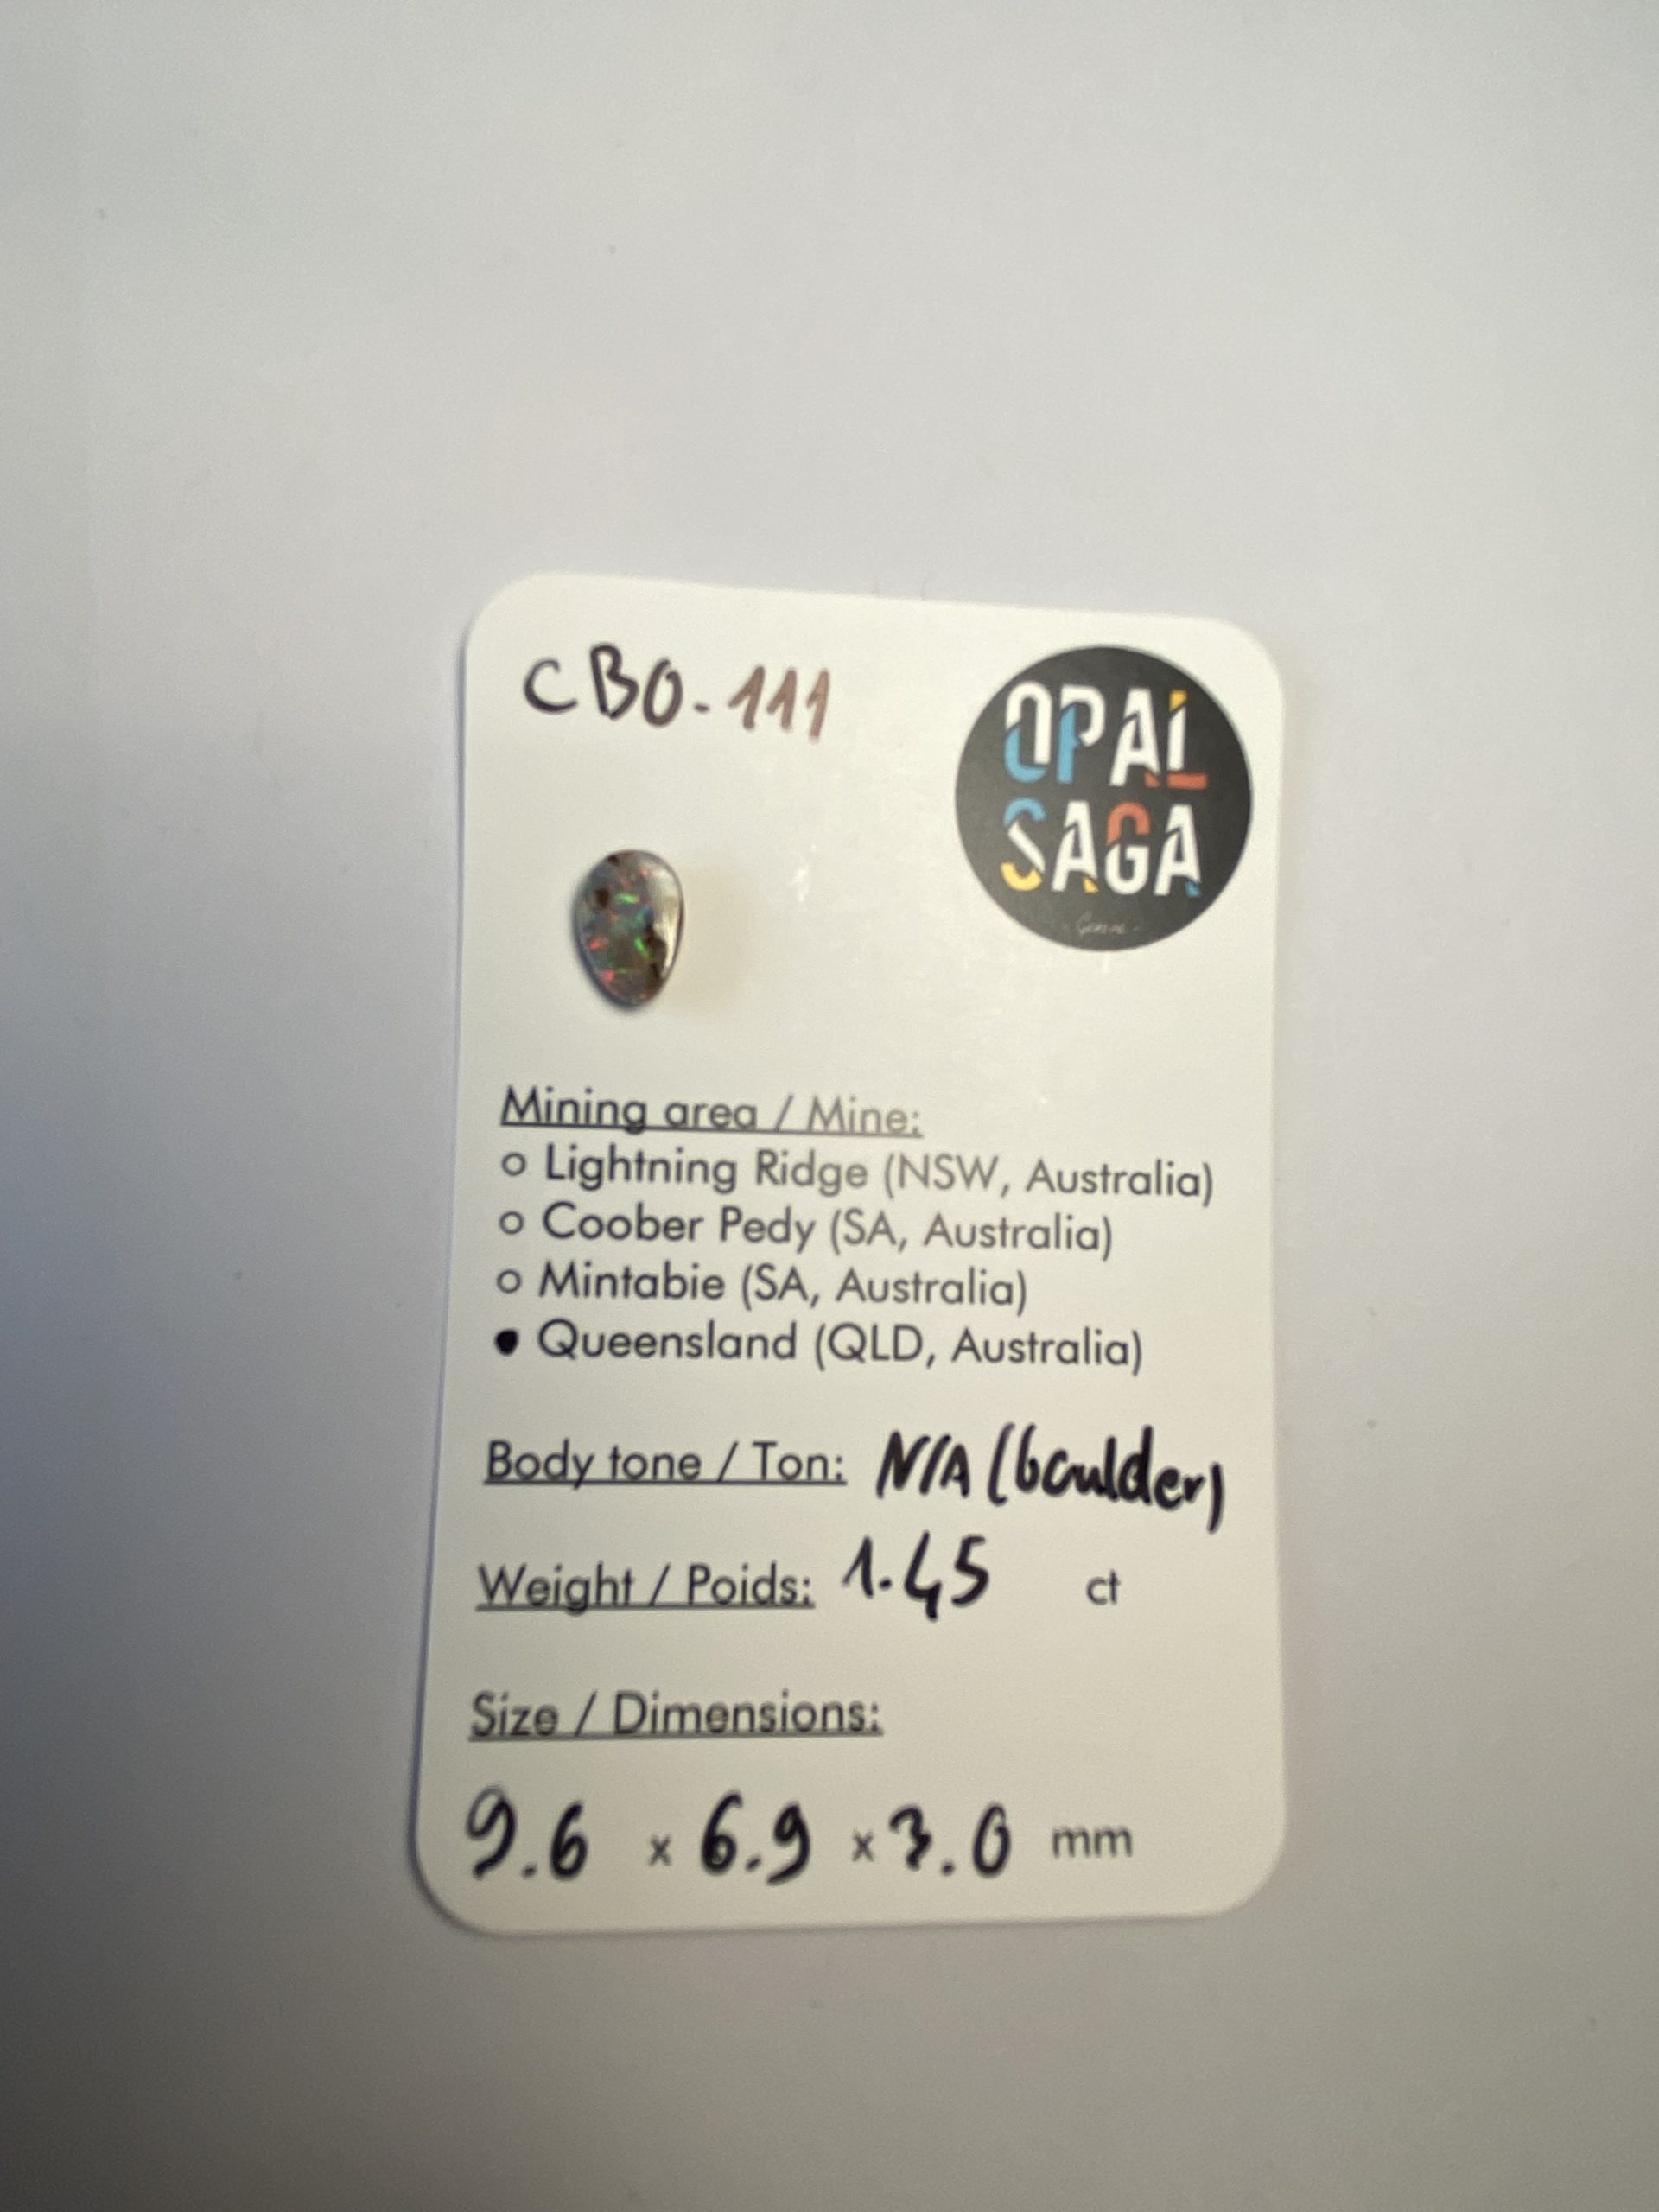 CBO-111
OPAL
SAGA
- Genève -
Mining area / Mine:
○ Lightning Ridge (NSW, Australia)
○ Coober Pedy (SA, Australia)
○ Mintabie (SA, Australia)
● Queensland (QLD, Australia)
Body tone / Ton: N/A (boulder)
Weight / Poids: 1.45 ct
Size / Dimensions:
9.6 x 6.9 x 3.0 mm